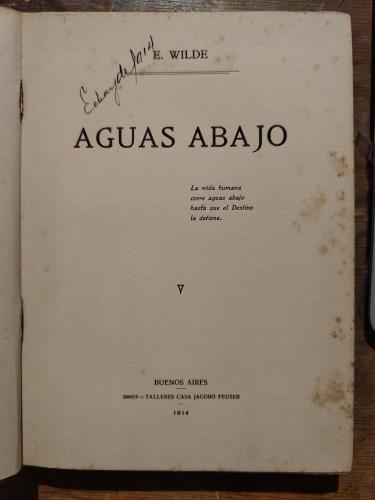 E. WILDE
AGUAS ABAJO
La vida humana
corre aguas abajo
hasta que el Destino
la detiene.
BUENOS AIRES
TALLERES CASA JACOBO PEUSER
1914